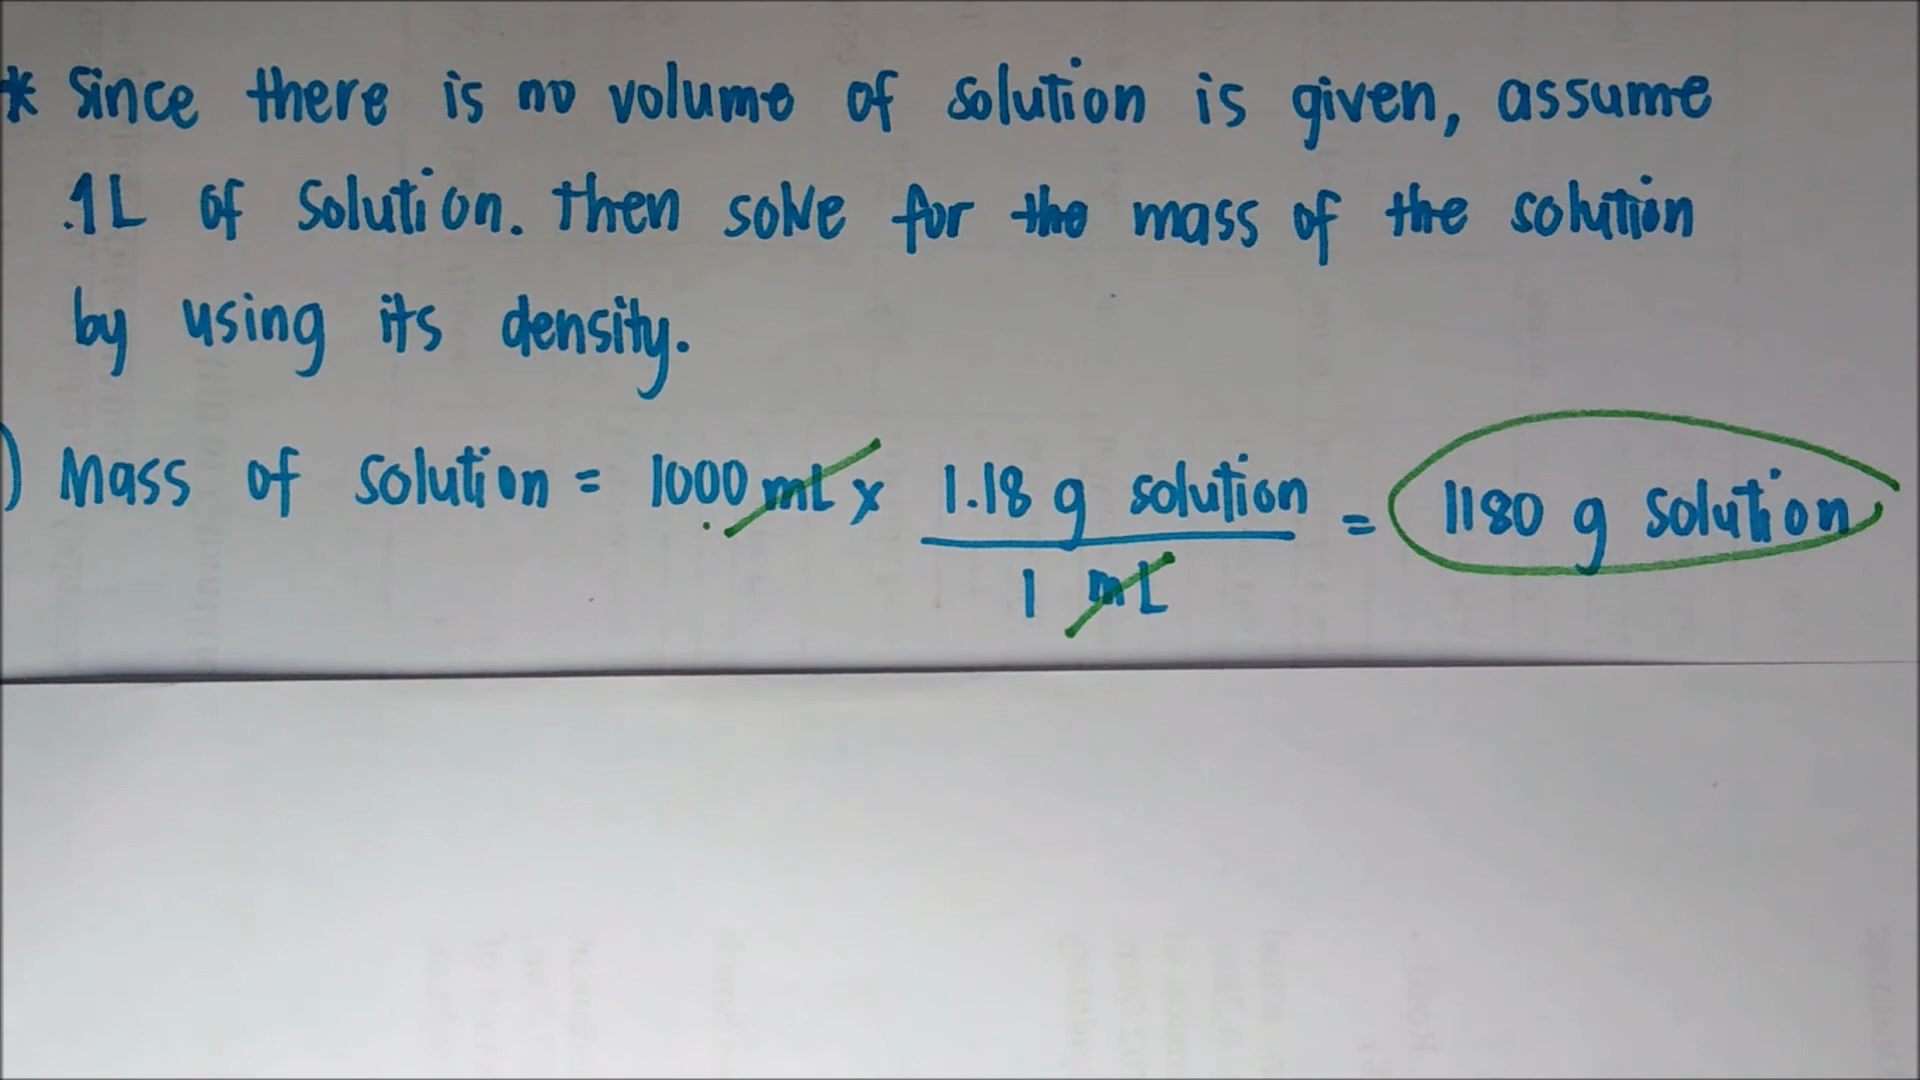 * Since there is no volume of solution is given, assume
1L of solution. Then solve for the mass of the solution
by using its density.
) Mass of solution = 1000 mL x 1.18 g solution = 1180 g solution
1 mL